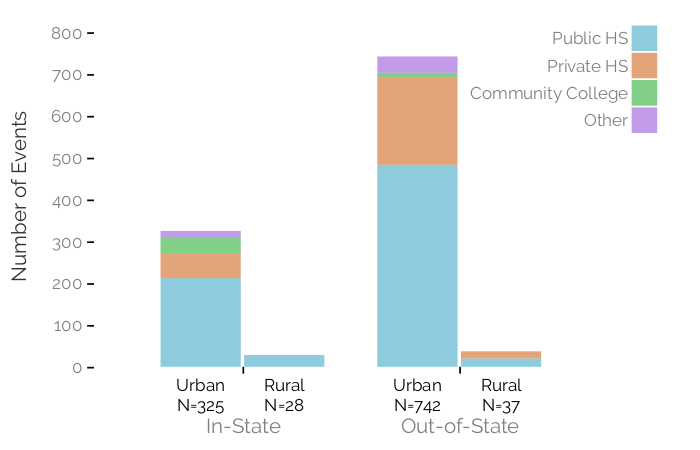 Number of Events
800
700
600
500
400
300
200
100
0
Public HS
Private HS
Community College
Other
Urban
N=325
Rural
N=28
In-State
Urban
N=742
Rural
N=37
Out-of-State